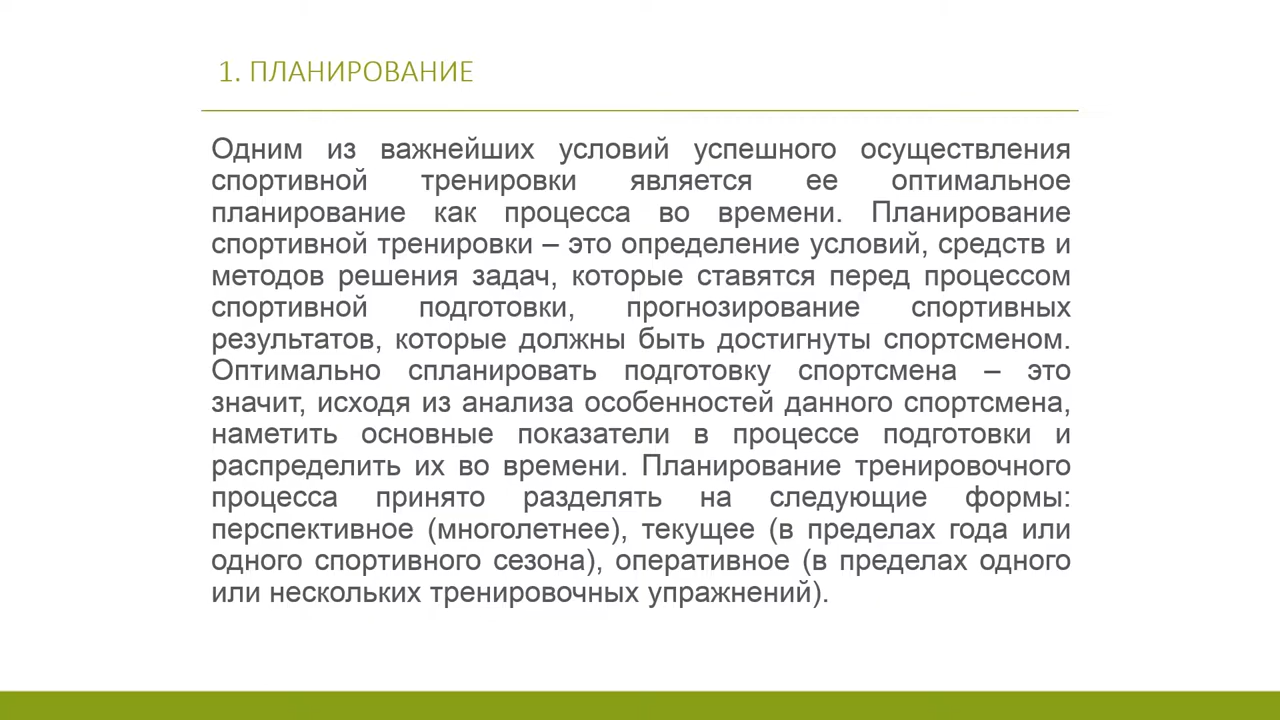 1. ПЛАНИРОВАНИЕ
Одним из важнейших условий успешного осуществления
спортивной тренировки является ее оптимальное
планирование как процесса во времени. Планирование
спортивной тренировки – это определение условий, средств и
методов решения задач, которые ставятся перед процессом
спортивной подготовки, прогнозирование спортивных
результатов, которые должны быть достигнуты спортсменом.
Оптимально спланировать подготовку спортсмена – это
значит, исходя из анализа особенностей данного спортсмена,
наметить основные показатели в процессе подготовки и
распределить их во времени. Планирование тренировочного
процесса принято разделять на следующие формы:
перспективное (многолетнее), текущее (в пределах года или
одного спортивного сезона), оперативное (в пределах одного
или нескольких тренировочных упражнений).